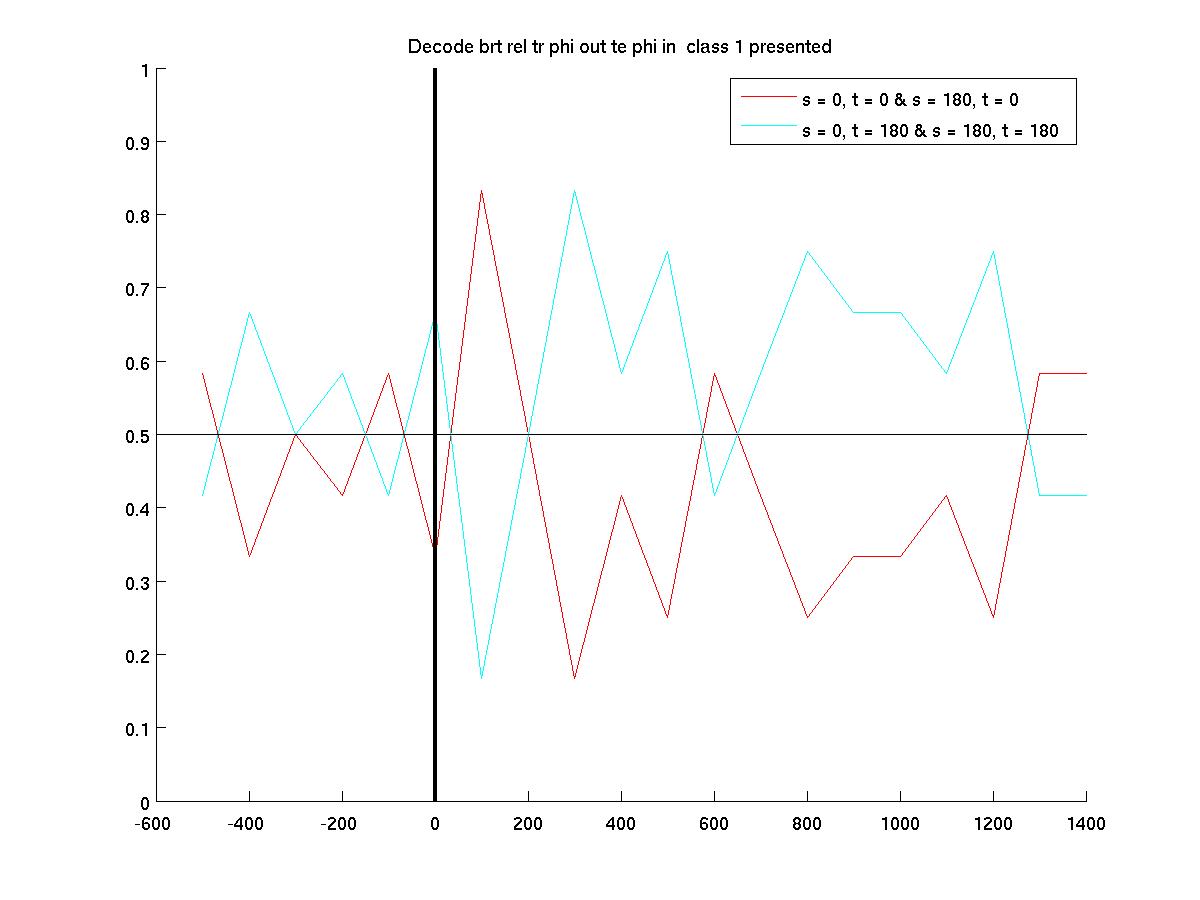 Decode brt rel tr phi out te phi in  class 1 presented
s = 0, t = 0 & s = 180, t = 0
s = 0, t = 180 & s = 180, t = 180
1
0.9
0.8
0.7
0.6
0.5
0.4
0.3
0.2
0.1
0
-600 -400 -200 0 200 400 600 800 1000 1200 1400